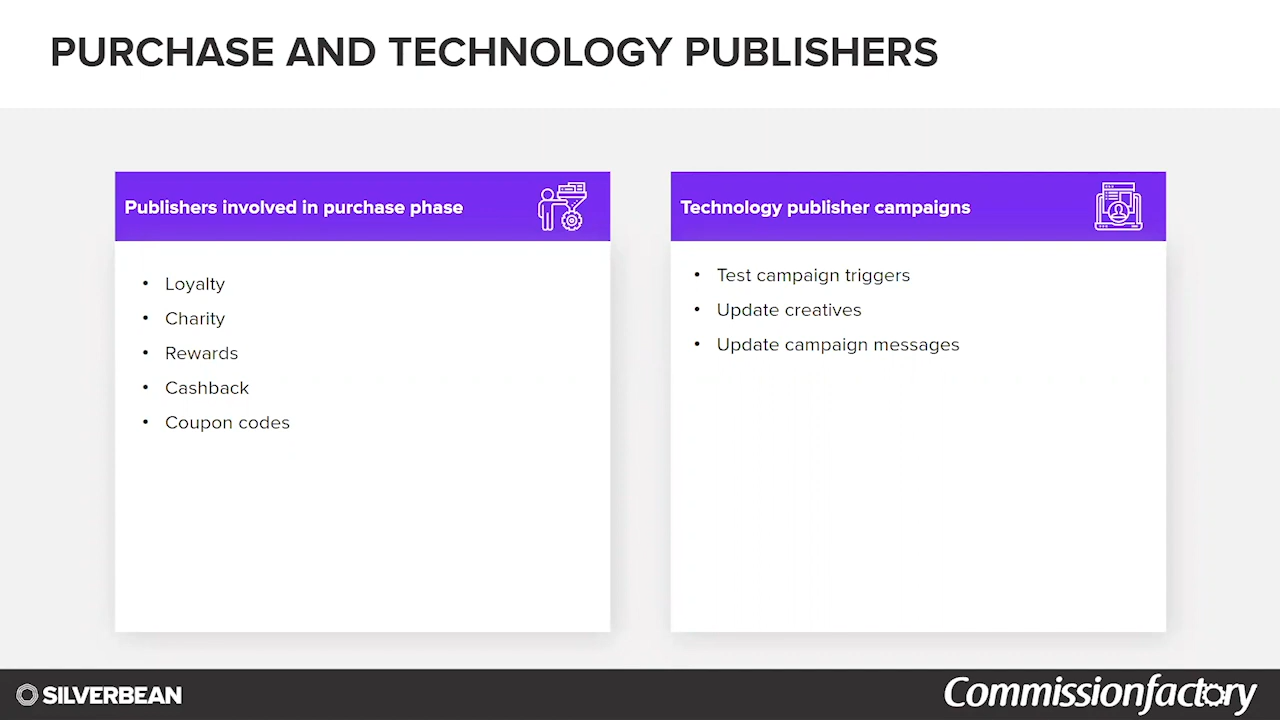 PURCHASE AND TECHNOLOGY PUBLISHERS
Publishers involved in purchase phase
• Loyalty
• Charity
• Rewards
• Cashback
• Coupon codes
Technology publisher campaigns
• Test campaign triggers
• Update creatives
• Update campaign messages
SILVERBEAN
Commissionfactory